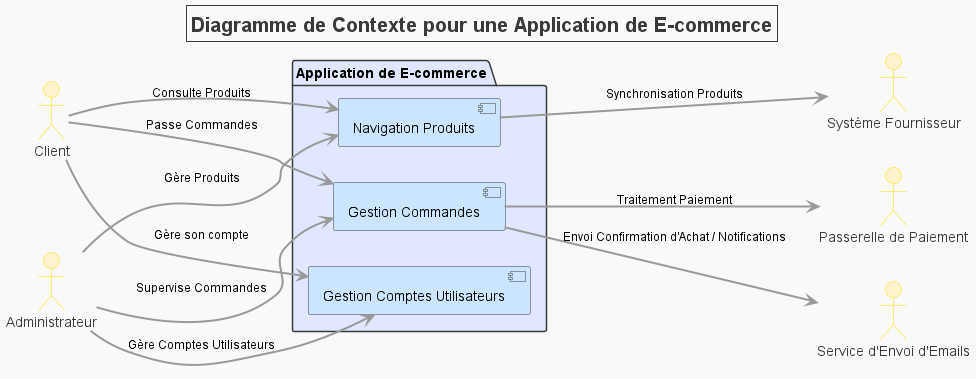 Diagramme de Contexte pour une Application de E-commerce
Application de E-commerce
Consulte Produits
Synchronisation Produits
Navigation Produits
Système Fournisseur
Passe Commandes
Client
Gère Produits
Traitement Paiement
Gestion Commandes
Gère son compte
Envoi Confirmation d'Achat / Notifications
Passerelle de Paiement
Supervise Commandes
Gestion Comptes Utilisateurs
Administrateur
Gère Comptes Utilisateurs
Service d'Envoi d'Emails